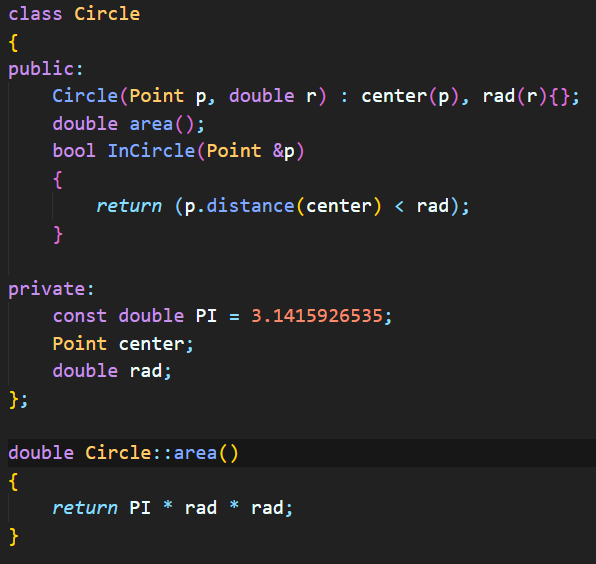 class Circle
{
public:
    Circle(Point p, double r) : center(p), rad(r){};
    double area();
    bool InCircle(Point &p)
    {
        return (p.distance(center) < rad);
    }

private:
    const double PI = 3.1415926535;
    Point center;
    double rad;
};

double Circle::area()
{
    return PI * rad * rad;
}